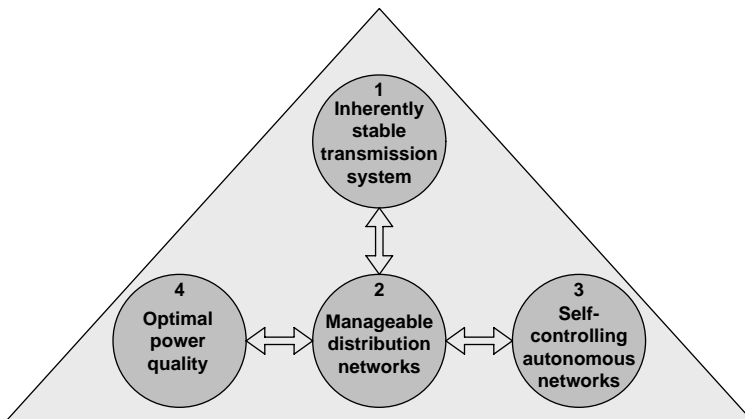 1
Inherently
stable
transmission
system
4
Optimal
power
quality
2
Manageable
distribution
networks
3
Self-
controlling
autonomous
networks